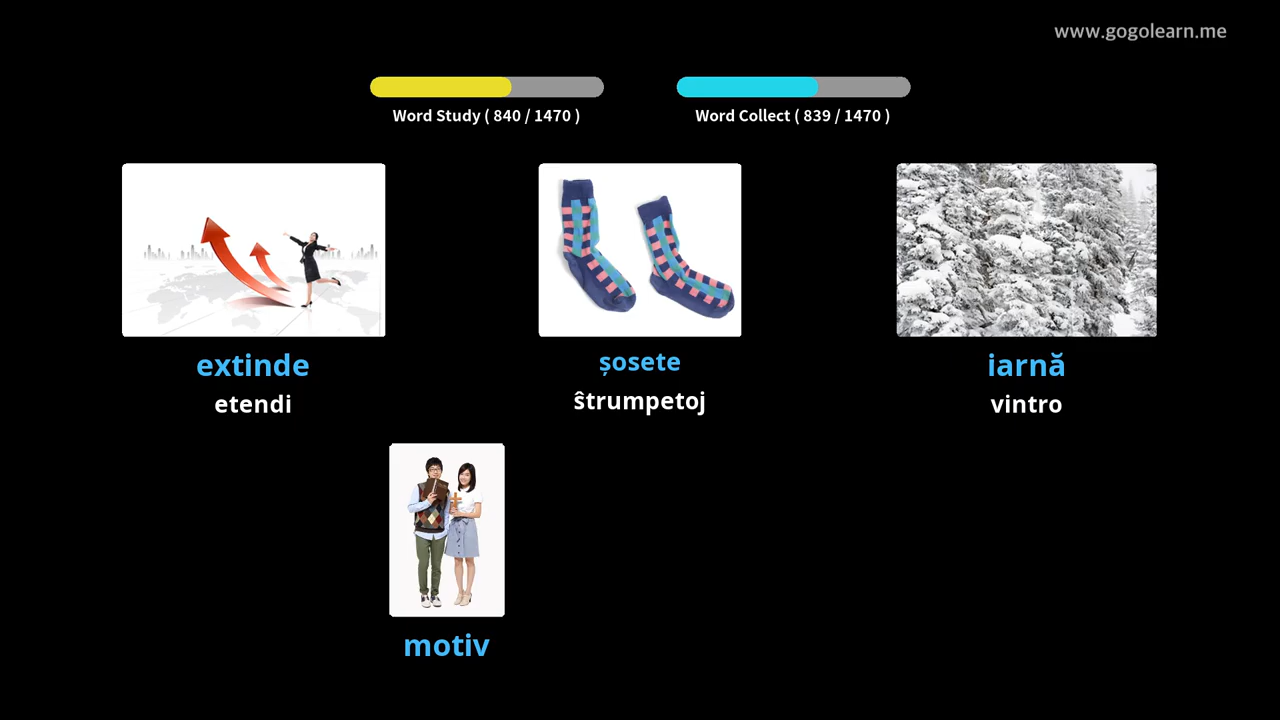 www.gogolearn.me
Word Study ( 840 / 1470 )
Word Collect ( 839 / 1470 )
extinde
etendi
șosete
ŝtrumpetoj
iarnă
vintro
motiv